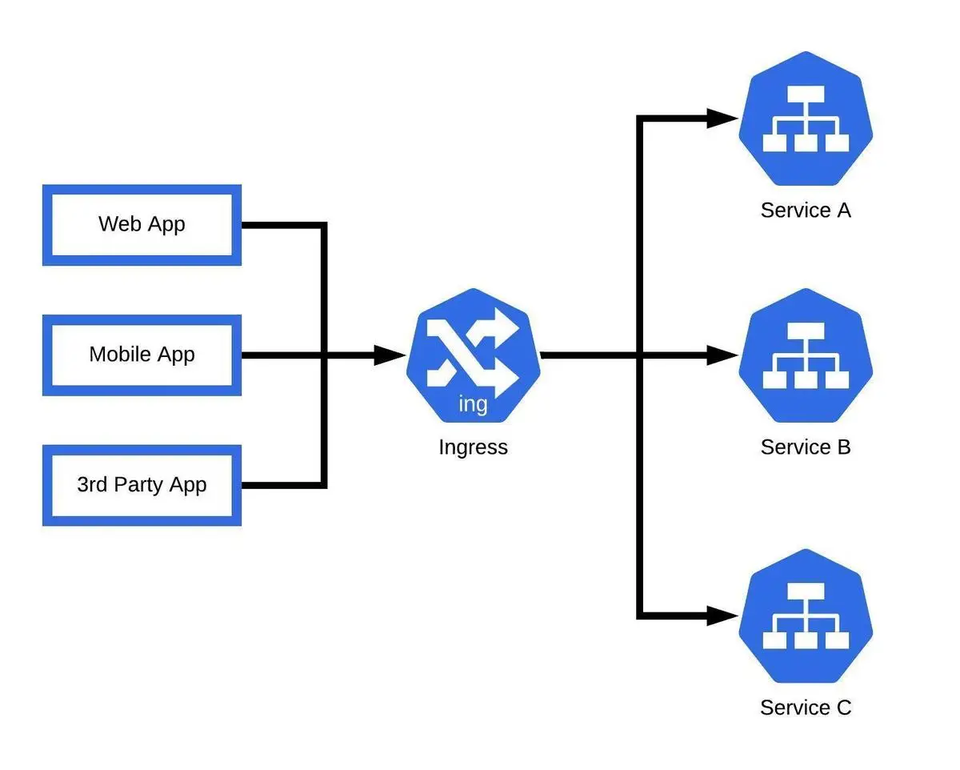 Web App
Mobile App
3rd Party App
ing
Ingress
Service A
Service B
Service C